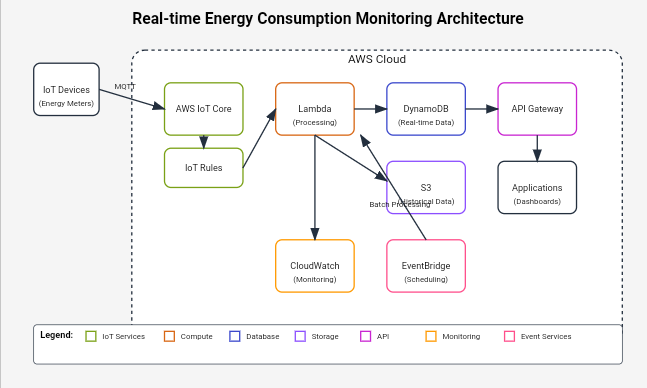 Real-time Energy Consumption Monitoring Architecture
AWS Cloud
IoT Devices
(Energy Meters)
MQTT
AWS IoT Core
IoT Rules
Lambda
(Processing)
DynamoDB
(Real-time Data)
API Gateway
S3
(Historical Data)
Batch Processing
Applications
(Dashboards)
CloudWatch
(Monitoring)
EventBridge
(Scheduling)
Legend:
IoT Services
Compute
Database
Storage
API
Monitoring
Event Services